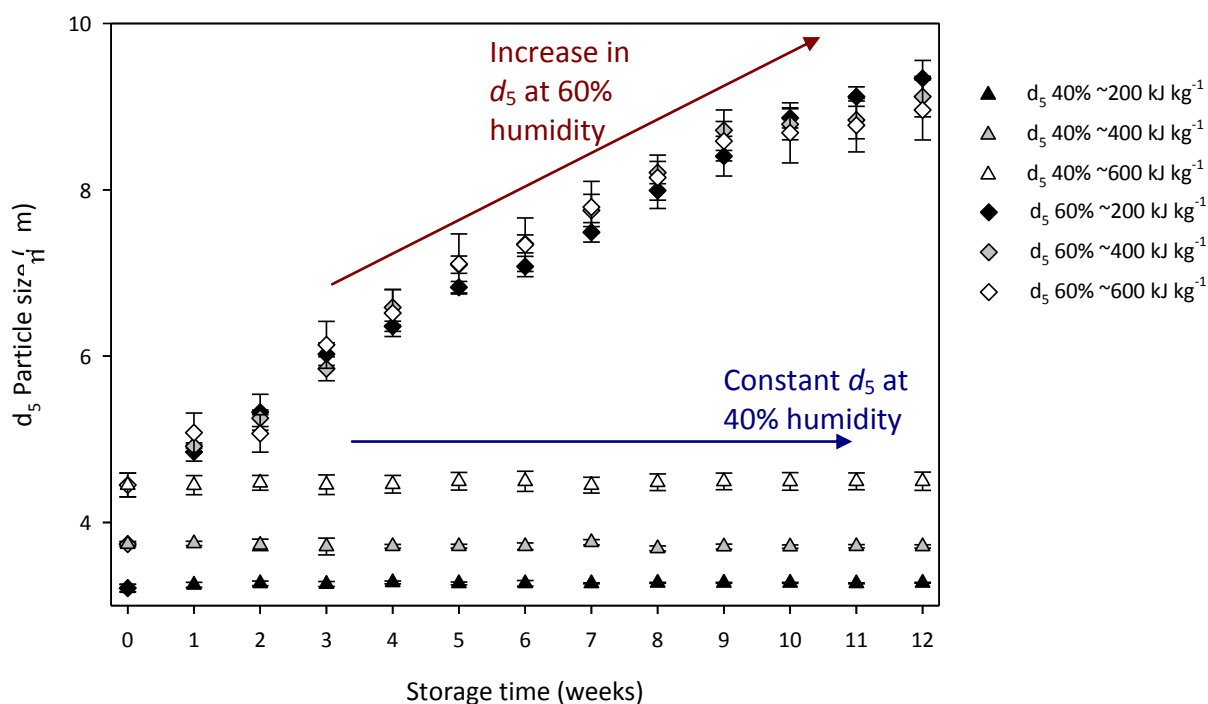 10
8
6
4
d₅ Particle size ( m)
Increase in
d₅ at 60%
humidity
Constant d₅ at
40% humidity
0 1 2 3 4 5 6 7 8 9 10 11 12
Storage time (weeks)
d₅ 40% ~200 kJ kg⁻¹
d₅ 40% ~400 kJ kg⁻¹
d₅ 40% ~600 kJ kg⁻¹
d₅ 60% ~200 kJ kg⁻¹
d₅ 60% ~400 kJ kg⁻¹
d₅ 60% ~600 kJ kg⁻¹